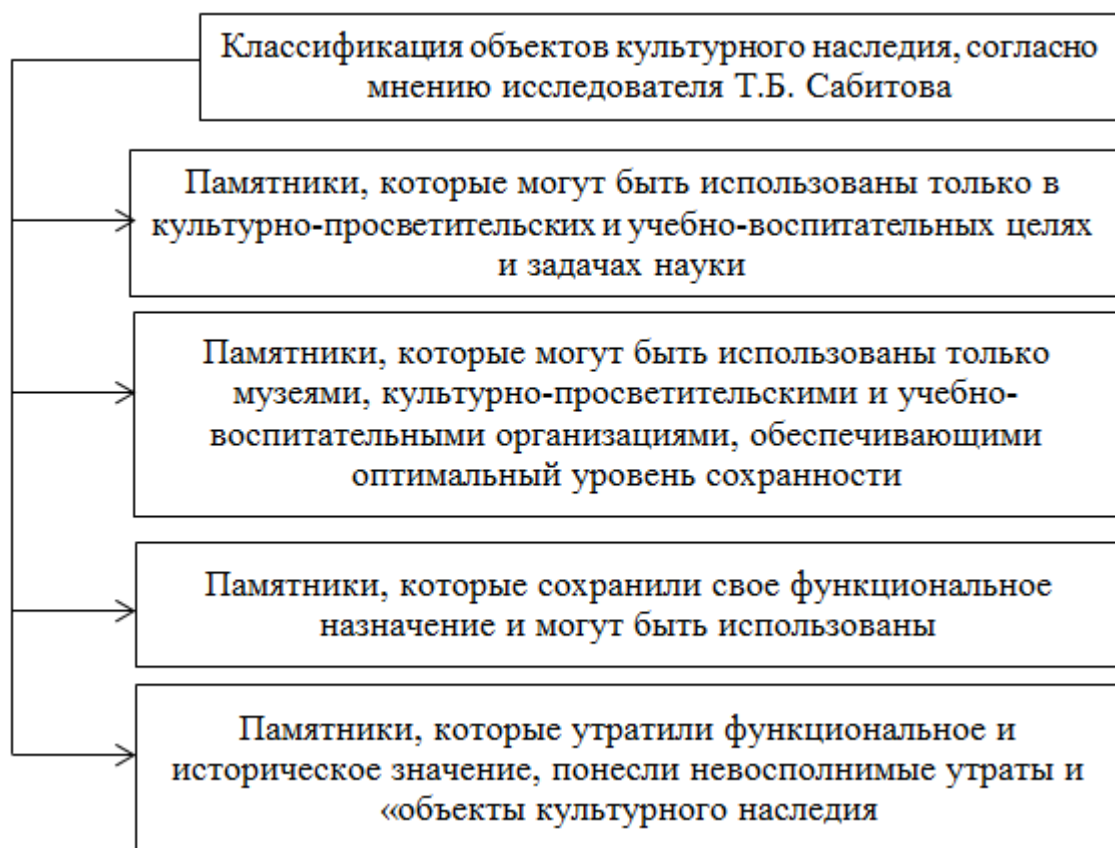 Классификация объектов культурного наследия, согласно
мнению исследователя Т.Б. Сабитова
Памятники, которые могут быть использованы только в
культурно-просветительских и учебно-воспитательных целях
и задачах науки
Памятники, которые могут быть использованы только
музеями, культурно-просветительскими и учебно-
воспитательными организациями, обеспечивающими
оптимальный уровень сохранности
Памятники, которые сохранили свое функциональное
назначение и могут быть использованы
Памятники, которые утратили функциональное и
историческое значение, понесли невосполнимые утраты и
«объекты культурного наследия